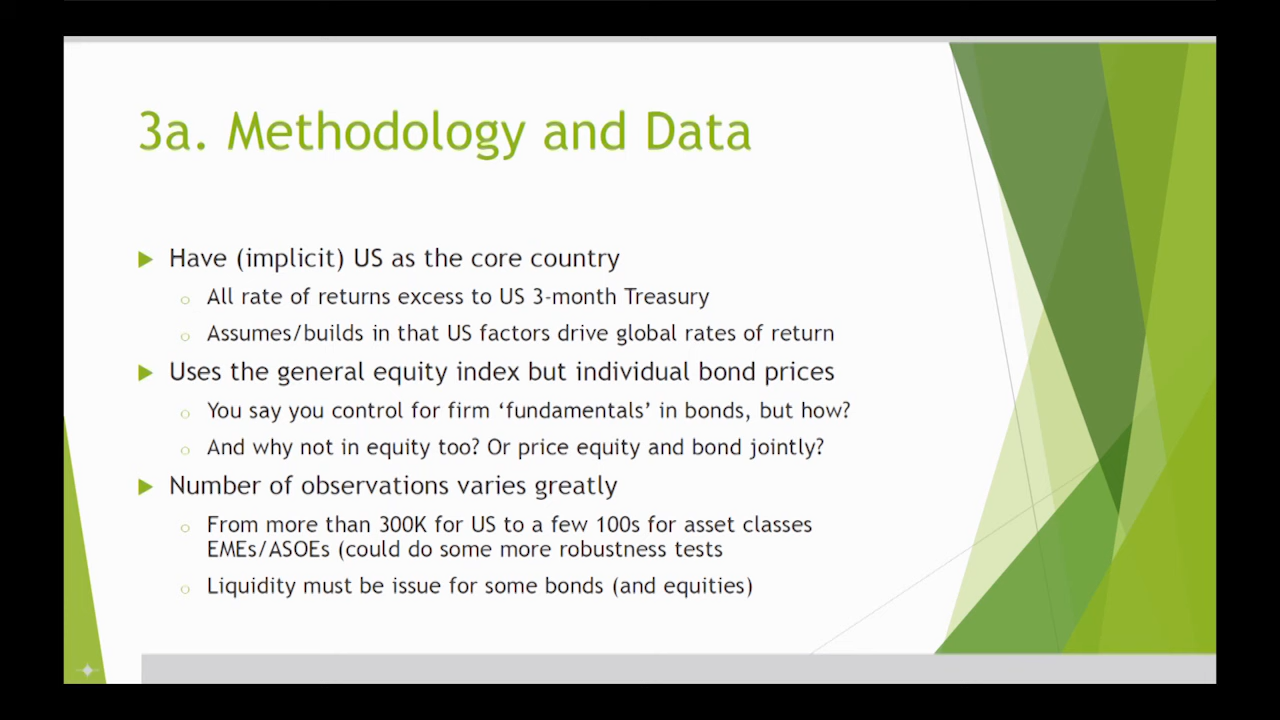 3a. Methodology and Data
Have (implicit) US as the core country
All rate of returns excess to US 3-month Treasury
Assumes/builds in that US factors drive global rates of return
Uses the general equity index but individual bond prices
You say you control for firm ‘fundamentals’ in bonds, but how?
And why not in equity too? Or price equity and bond jointly?
Number of observations varies greatly
From more than 300K for US to a few 100s for asset classes
EMEs/ASOEs (could do some more robustness tests
Liquidity must be issue for some bonds (and equities)